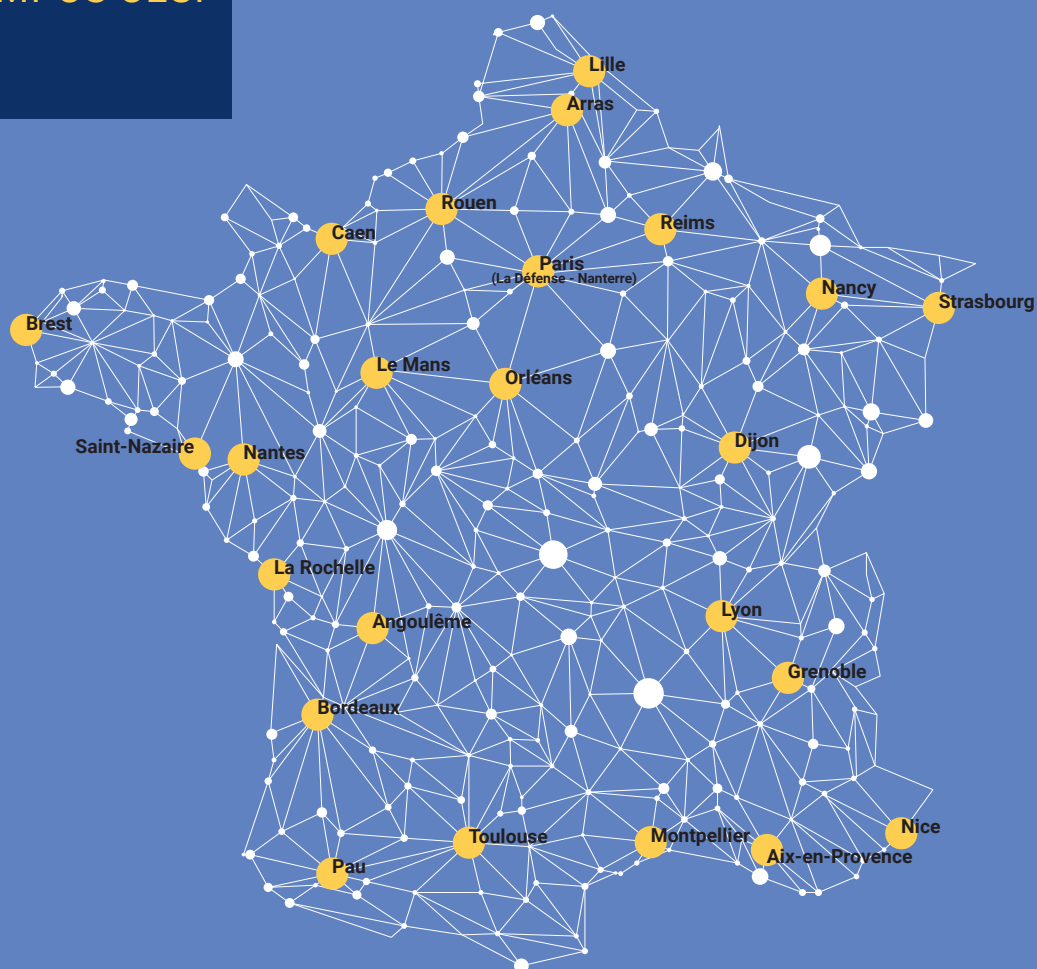 Lille
Arras
Rouen
Reims
Caen
Paris
(La Défense - Nanterre)
Nancy
Strasbourg
Brest
Le Mans
Orléans
Dijon
Saint-Nazaire
Nantes
La Rochelle
Lyon
Angoulême
Grenoble
Bordeaux
Nice
Toulouse
Montpellier
Aix-en-Provence
Pau